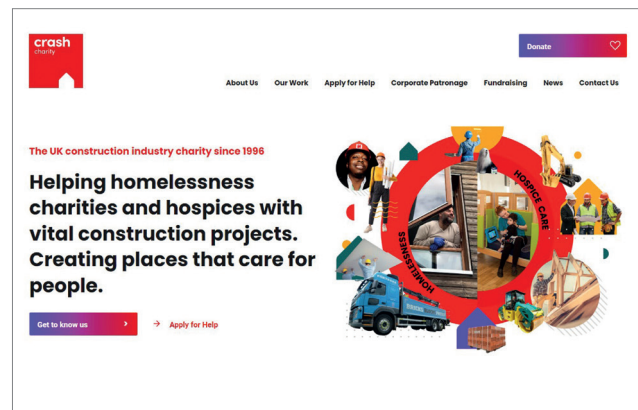 crash
charity
Donate
About Us Our Work Apply for Help Corporate Patronage Fundraising News Contact Us
The UK construction industry charity since 1996
Helping homelessness
charities and hospices with
vital construction projects.
Creating places that care for
people.
Get to know us
Apply for Help
HOSPICE CARE
HOMELESSNESS